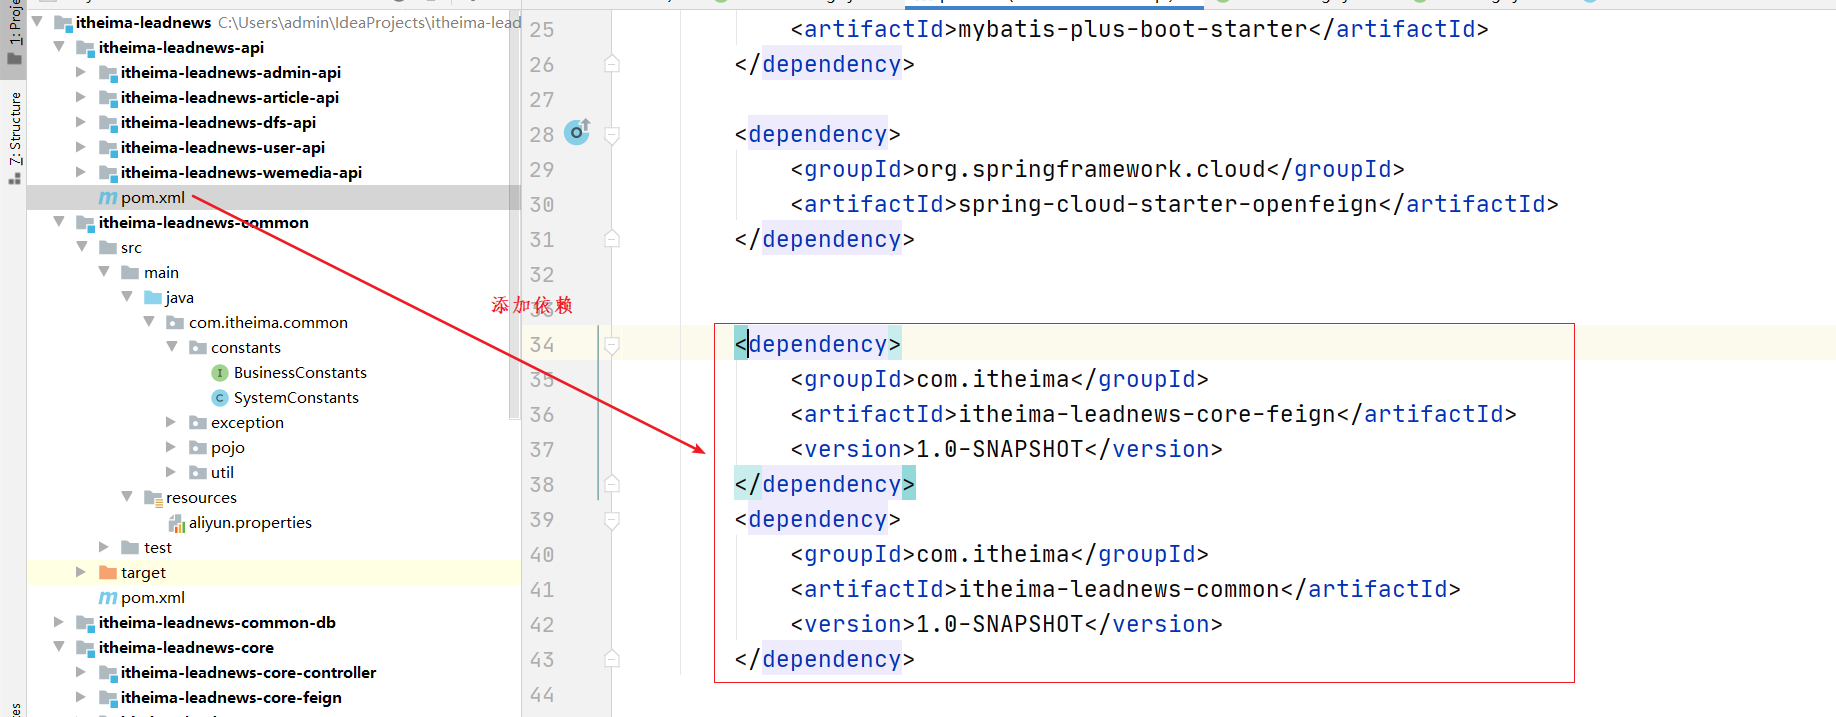 1: Proje
7: Structure
itheima-leadnews C:\Users\admin\IdeaProjects\itheima-lead
itheima-leadnews-api
itheima-leadnews-admin-api
itheima-leadnews-article-api
itheima-leadnews-dfs-api
itheima-leadnews-user-api
itheima-leadnews-wemedia-api
pom.xml
itheima-leadnews-common
src
main
java
com.itheima.common
constants
BusinessConstants
SystemConstants
exception
pojo
util
resources
aliyun.properties
test
target
pom.xml
itheima-leadnews-common-db
itheima-leadnews-core
itheima-leadnews-core-controller
itheima-leadnews-core-feign
添加依赖
25 <artifactId>mybatis-plus-boot-starter</artifactId>
26 </dependency>
27
28 <dependency>
29 <groupId>org.springframework.cloud</groupId>
30 <artifactId>spring-cloud-starter-openfeign</artifactId>
31 </dependency>
32
33
34 <dependency>
35 <groupId>com.itheima</groupId>
36 <artifactId>itheima-leadnews-core-feign</artifactId>
37 <version>1.0-SNAPSHOT</version>
38 </dependency>
39 <dependency>
40 <groupId>com.itheima</groupId>
41 <artifactId>itheima-leadnews-common</artifactId>
42 <version>1.0-SNAPSHOT</version>
43 </dependency>
44